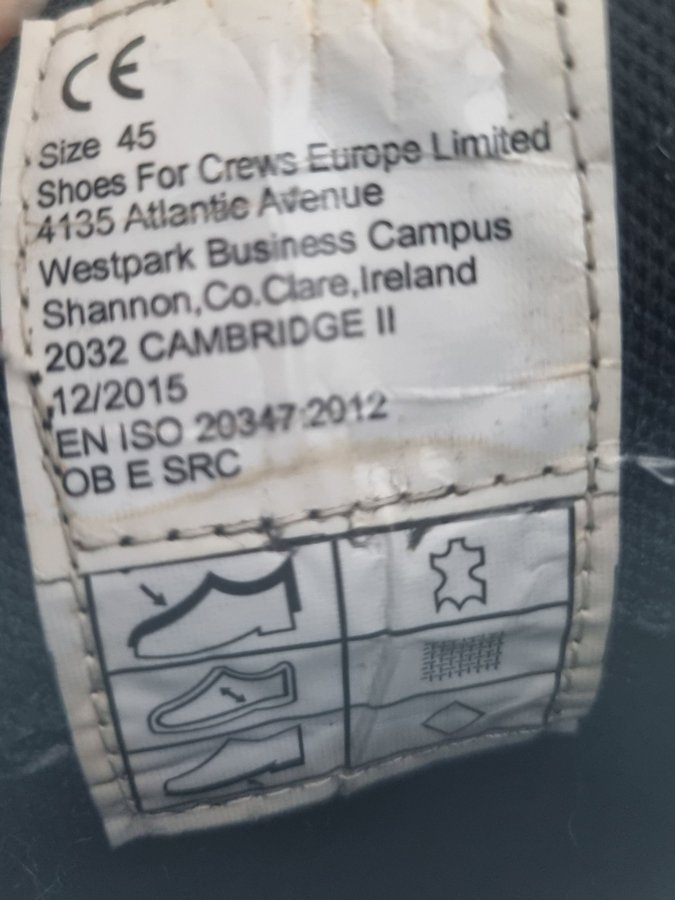 CE
Size 45
Shoes For Crews Europe Limited
4135 Atlantic Avenue
Westpark Business Campus
Shannon,Co.Clare,Ireland
2032 CAMBRIDGE II
12/2015
EN ISO 20347:2012
OB E SRC